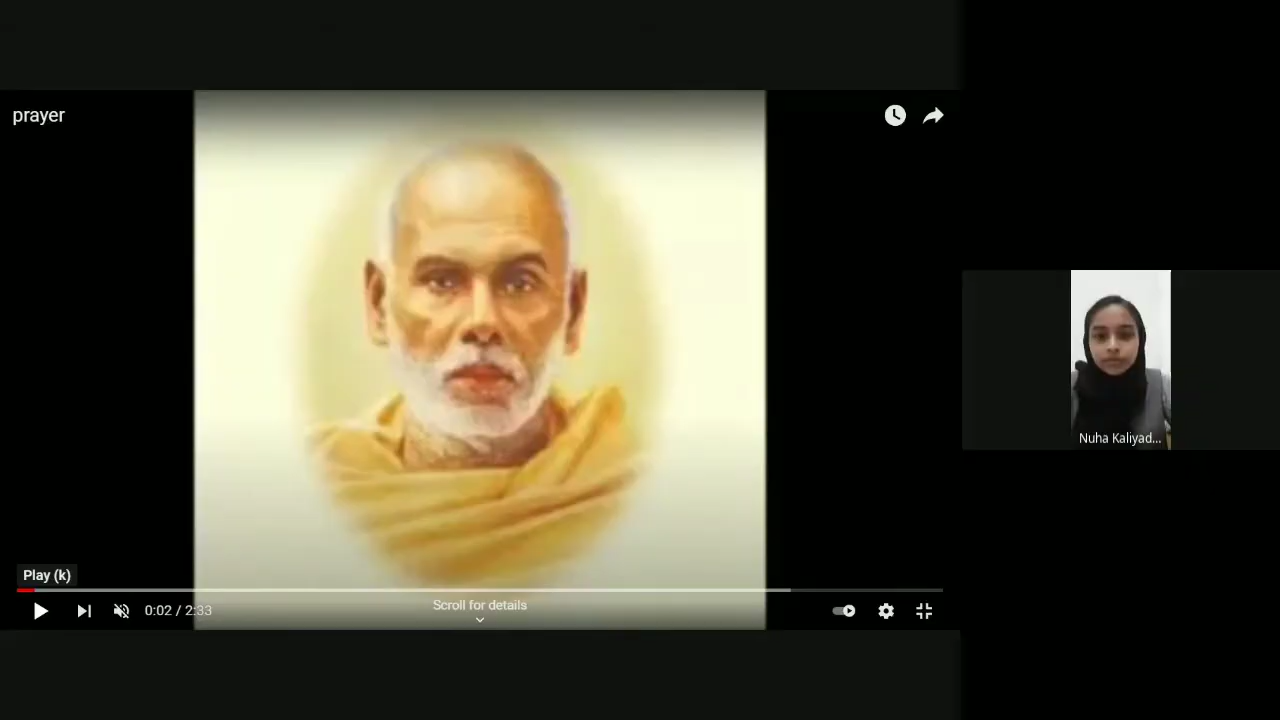 prayer
Nuha Kaliyad...
Play (k)
0:02 / 2:33
Scroll for details